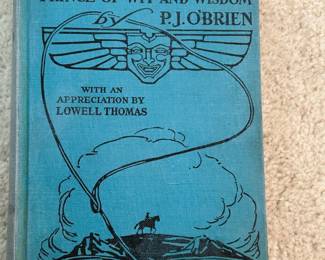 PRINCE OF WIT AND WISDOM
by P.J. O'BRIEN
WITH AN
APPRECIATION BY
LOWELL THOMAS